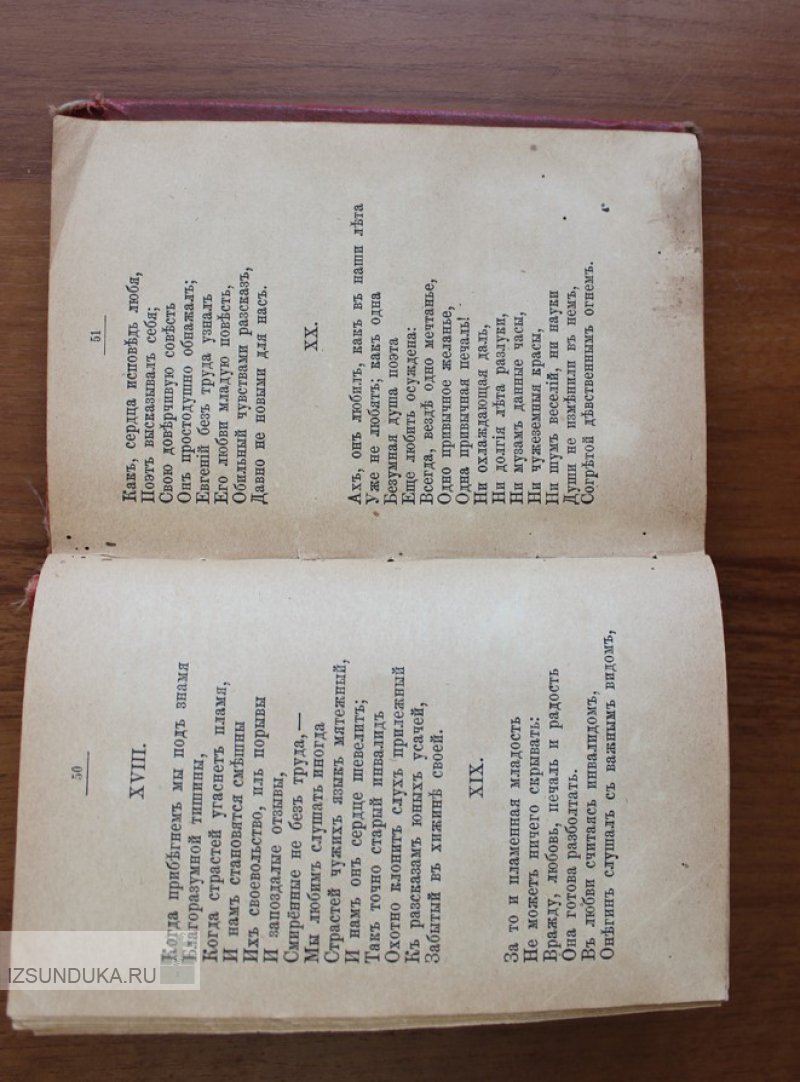 50
XVIII.
Когда прибѣгнемъ мы подъ знамя
Благоразумной тишины,
Когда страстей угаснетъ пламя,
И намъ становятся смѣшны
Ихъ своевольство, иль порывы
И запоздалые отзывы,
Смирённые не безъ труда,—
Мы любимъ слушать иногда
Страстей чужихъ языкъ мятежный,
И намъ онъ сердце шевелитъ;
Такъ точно старый инвалидъ
Охотно клонитъ слухъ прилежный
Къ разсказамъ юныхъ усачей,
Забытый въ хижинѣ своей.
XIX.
За то и пламенная младость
Не можетъ ничего скрывать:
Вражду, любовь, печаль и радость
Она готова разболтать.
Въ любви считаясь инвалидомъ,
Онѣгинъ слушалъ съ важнымъ видомъ,
51
Какъ, сердца исповѣдь любя,
Поэтъ высказывалъ себя;
Свою довѣрчивую совѣсть
Онъ простодушно обнажалъ;
Евгеній безъ труда узналъ
Его любви младую повѣсть,
Обильный чувствами разсказъ,
Давно не новыми для насъ.
XX.
Ахъ, онъ любилъ, какъ въ наши лѣта
Уже не любятъ; какъ одна
Безумная душа поэта
Еще любить осуждена:
Всегда, вездѣ одно мечтанье,
Одно привычное желанье,
Одна привычная печаль!
Ни охлаждающая даль,
Ни долгія лѣта разлуки,
Ни музамъ данные часы,
Ни чужеземныя красы,
Ни шумъ веселій, ни науки
Души не измѣнили въ немъ,
Согрѣтой дѣвственнымъ огнемъ.
IZSUNDUKA.RU